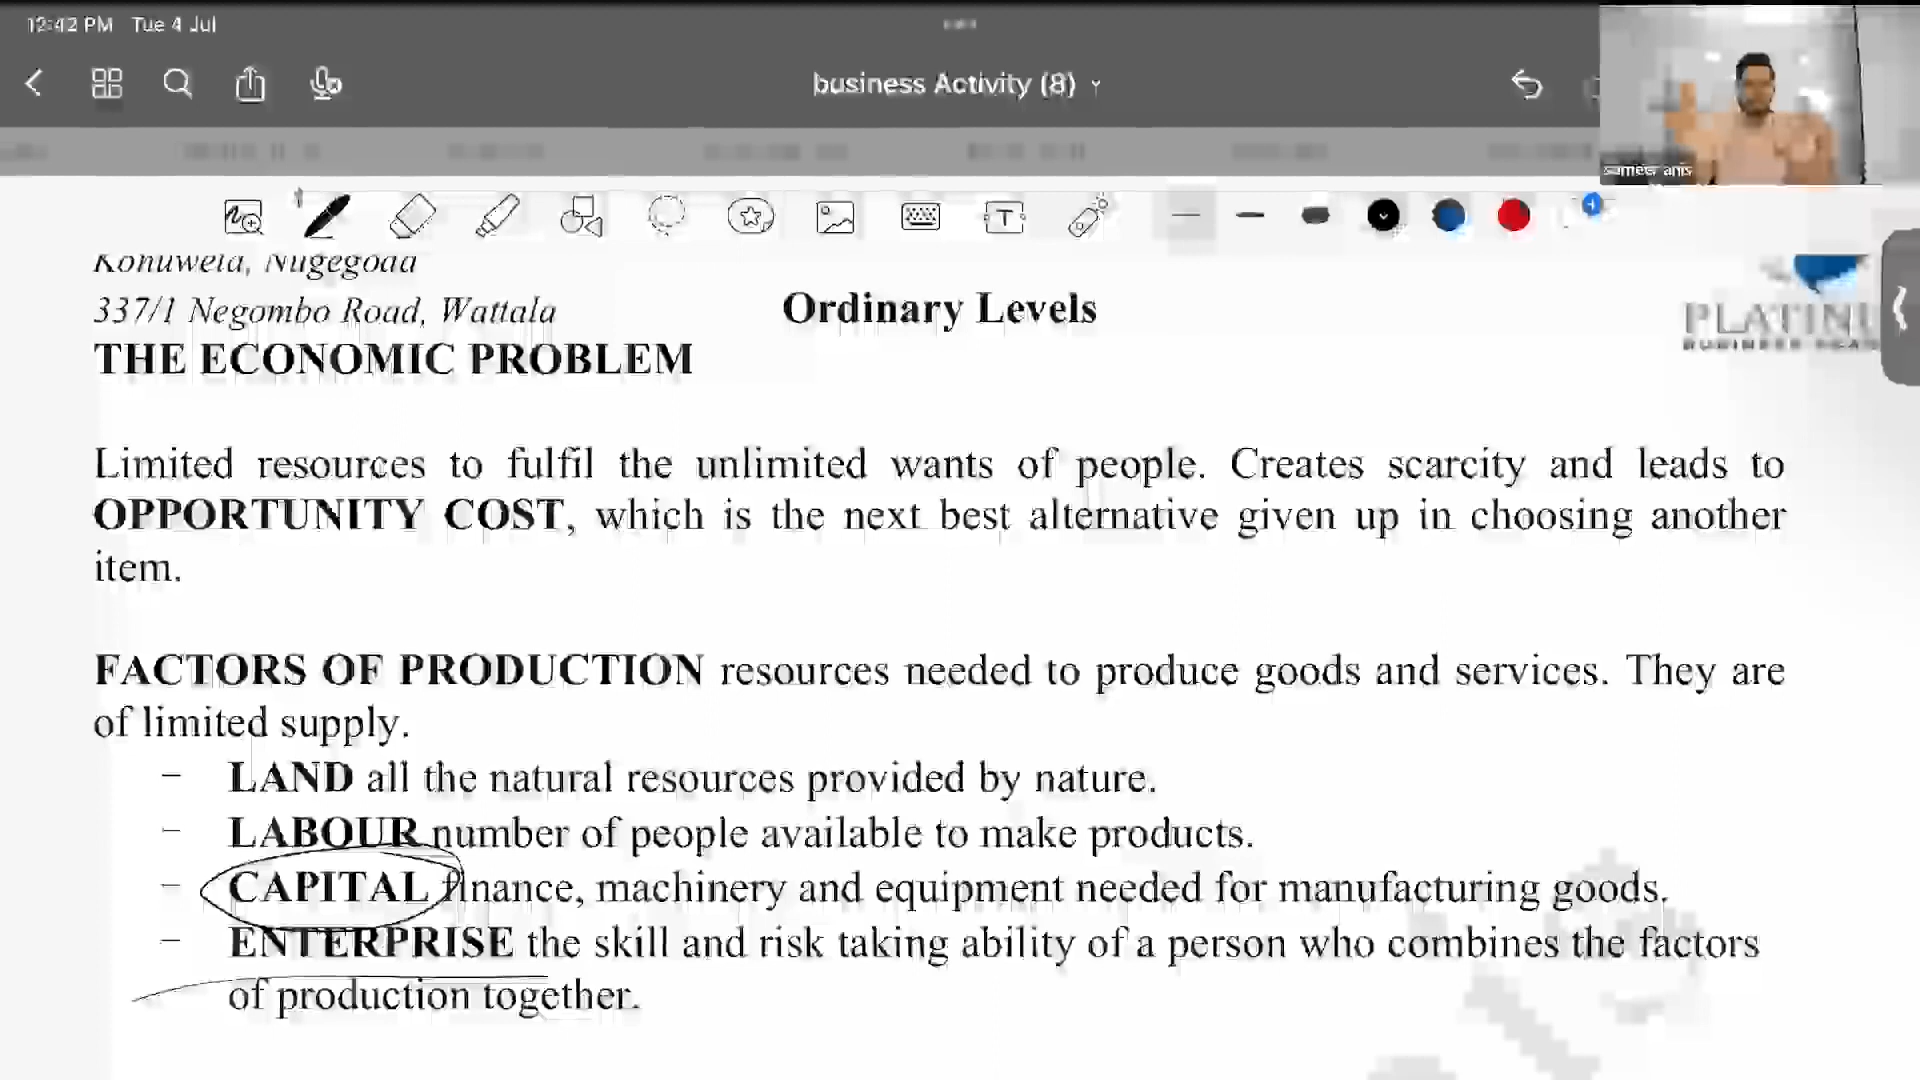 12:42 PM Tue 4 Jul
business Activity (8)
sameer anis
T
Kohuwela, Nugegoda
337/1 Negombo Road, Wattala
Ordinary Levels
THE ECONOMIC PROBLEM
Limited resources to fulfil the unlimited wants of people. Creates scarcity and leads to
OPPORTUNITY COST, which is the next best alternative given up in choosing another
item.
FACTORS OF PRODUCTION resources needed to produce goods and services. They are
of limited supply.
– LAND all the natural resources provided by nature.
– LABOUR number of people available to make products.
– CAPITAL finance, machinery and equipment needed for manufacturing goods.
– ENTERPRISE the skill and risk taking ability of a person who combines the factors
of production together.